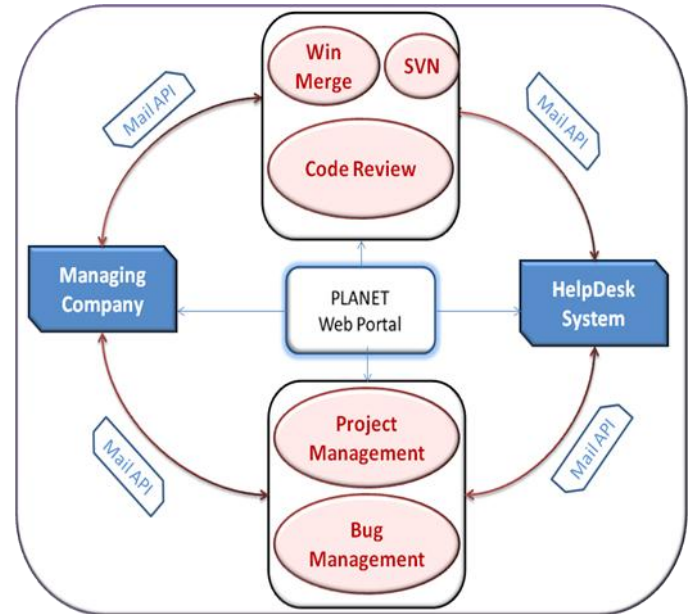 Win
Merge
SVN
Mail API
Mail API
Code Review
Managing
Company
PLANET
Web Portal
HelpDesk
System
Project
Management
Mail API
Mail API
Bug
Management